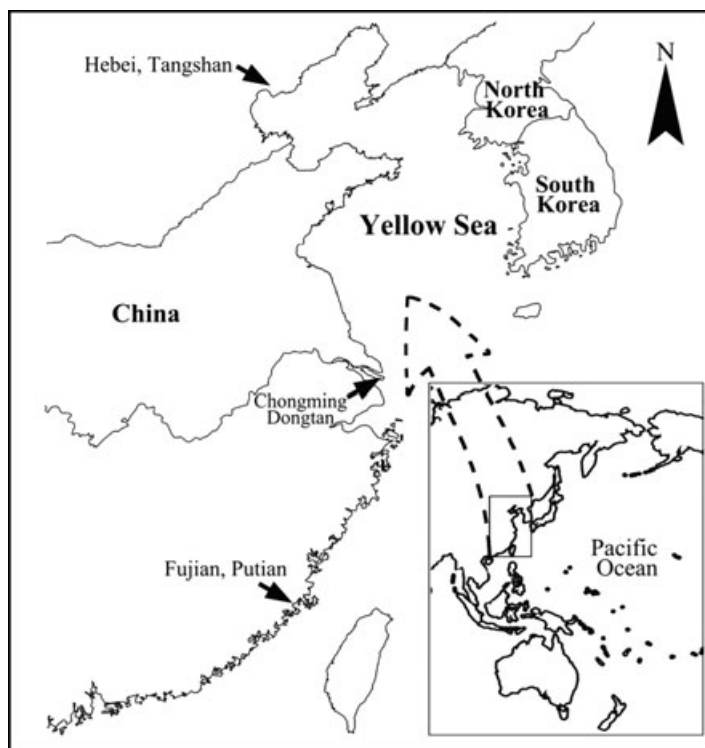 Hebei, Tangshan
N
North
Korea
South
Korea
Yellow Sea
China
Chongming
Dongtan
Fujian, Putian
Pacific
Ocean